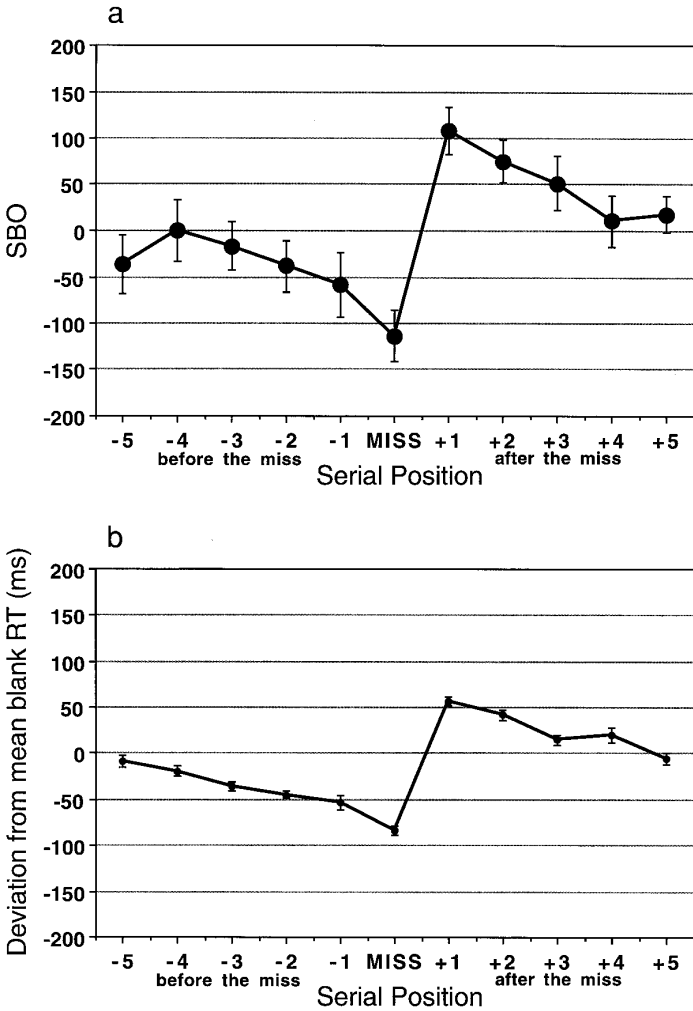 a
SBO
200
150
100
50
0
-50
-100
-150
-200
-5 -4 -3 -2 -1 MISS +1 +2 +3 +4 +5
before the miss after the miss
Serial Position
b
Deviation from mean blank RT (ms)
200
150
100
50
0
-50
-100
-150
-200
-5 -4 -3 -2 -1 MISS +1 +2 +3 +4 +5
before the miss after the miss
Serial Position